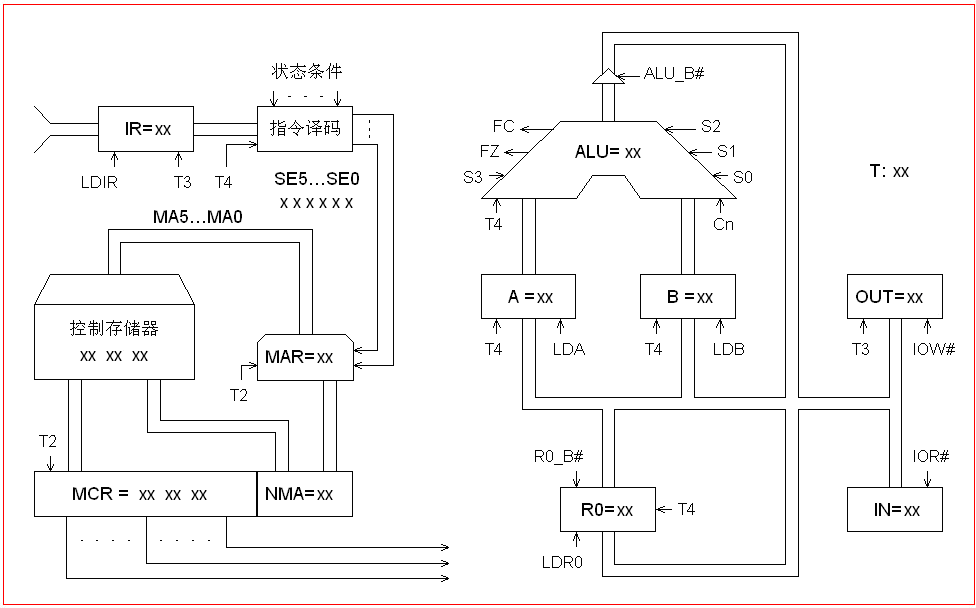 状态条件
IR=xx
指令译码
LDIR
T3
T4
SE5...SE0
x x x x x x
MA5...MA0
控制存储器
xx xx xx
MAR=xx
T2
T2
MCR = xx xx xx
NMA=xx
ALU_B#
FC
S2
FZ
ALU= xx
S1
S3
S0
T4
Cn
T: xx
A =xx
B =xx
OUT=xx
T4
LDA
T4
LDB
T3
IOW#
R0_B#
IOR#
R0=xx
T4
IN=xx
LDR0